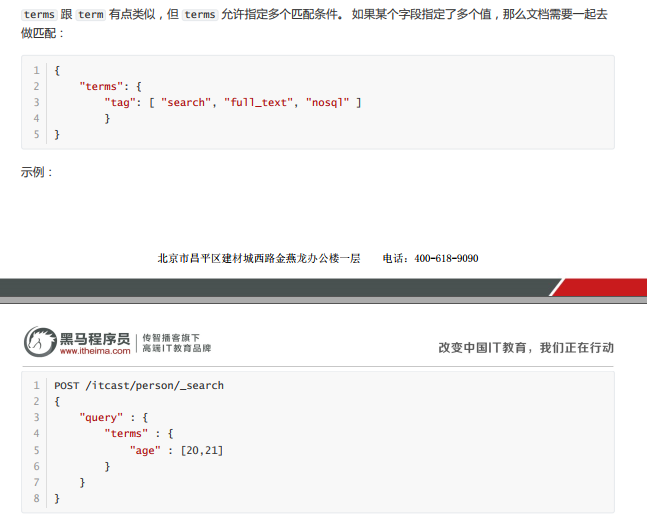 terms 跟 term 有点类似，但 terms 允许指定多个匹配条件。 如果某个字段指定了多个值，那么文档需要一起去
做匹配：
1 {
2     "terms": {
3         "tag": [ "search", "full_text", "nosql" ]
4         }
5 }
示例：
北京市昌平区建材城西路金燕龙办公楼一层 电话：400-618-9090
黑马程序员 传智播客旗下
www.itheima.com 高端IT教育品牌
改变中国IT教育，我们正在行动
1 POST /itcast/person/_search
2 {
3     "query" : {
4         "terms" : {
5             "age" : [20,21]
6         }
7     }
8 }